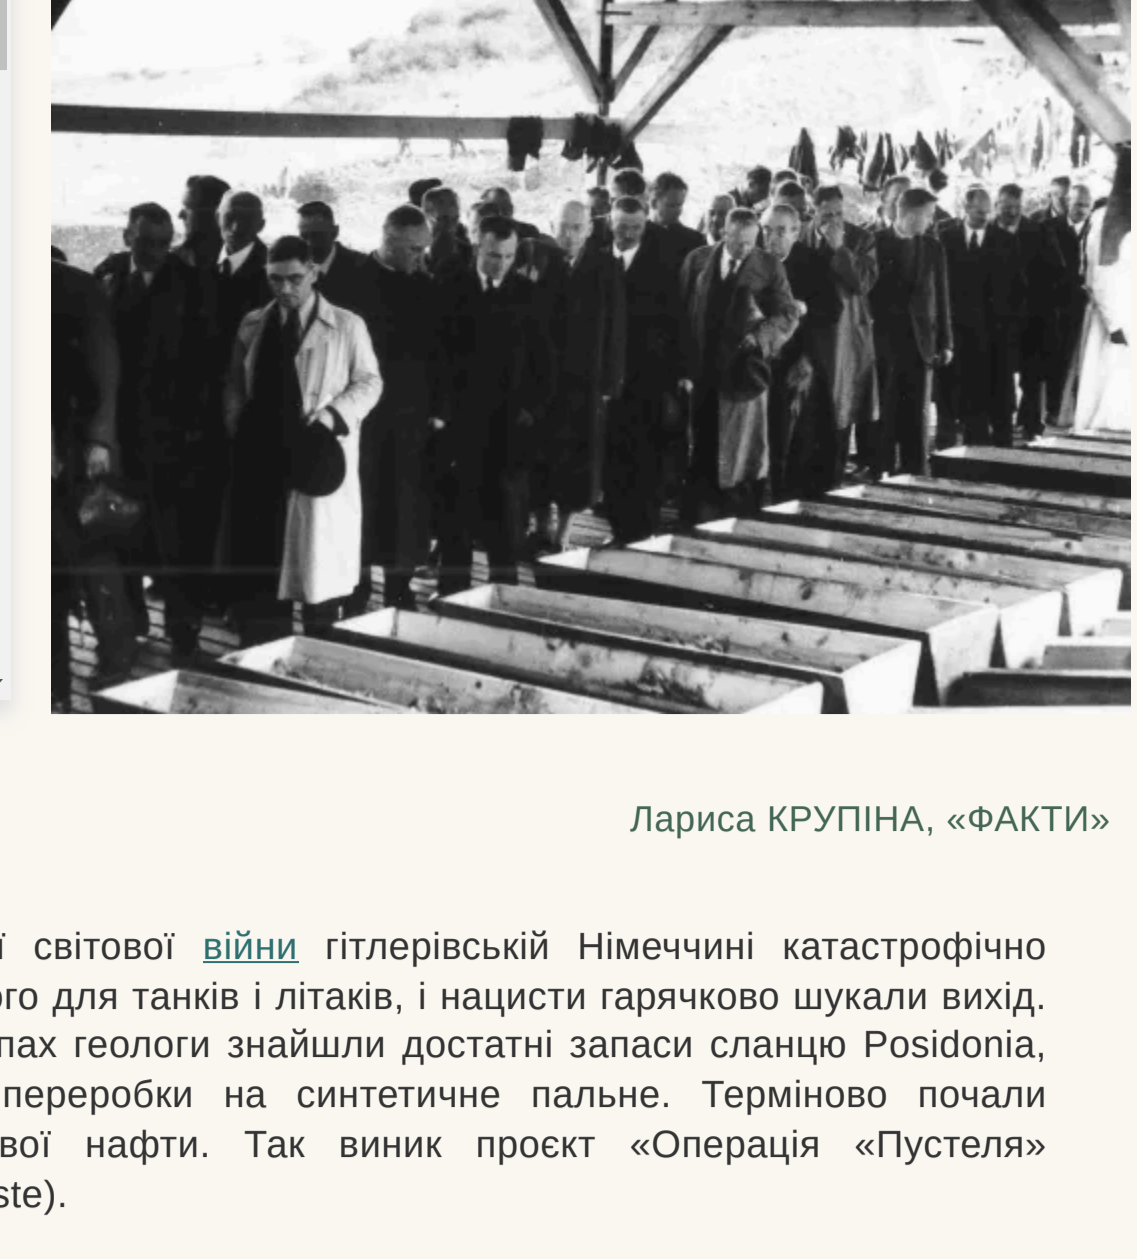 Лариса КРУПІНА, «ФАКТИ»
ї світової війни гітлерівській Німеччині катастрофічно
ого для танків і літаків, і нацисти гарячково шукали вихід.
пах геологи знайшли достатні запаси сланцю Posidonia,
переробки на синтетичне пальне. Терміново почали
вої нафти. Так виник проєкт «Операція «Пустеля»
ste).